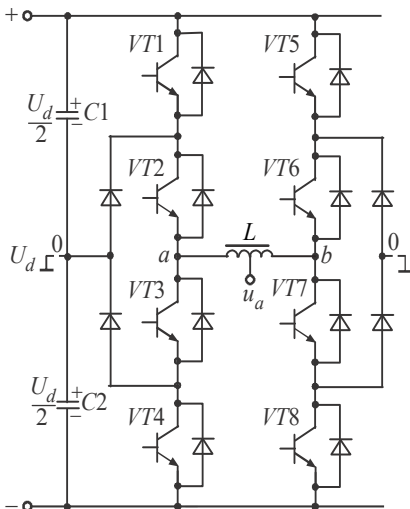 +
VT1 VT5
U_d/2 + − C1
VT2 VT6
L
U_d 0 a b 0
u_a
VT3 VT7
U_d/2 + − C2
VT4 VT8
−